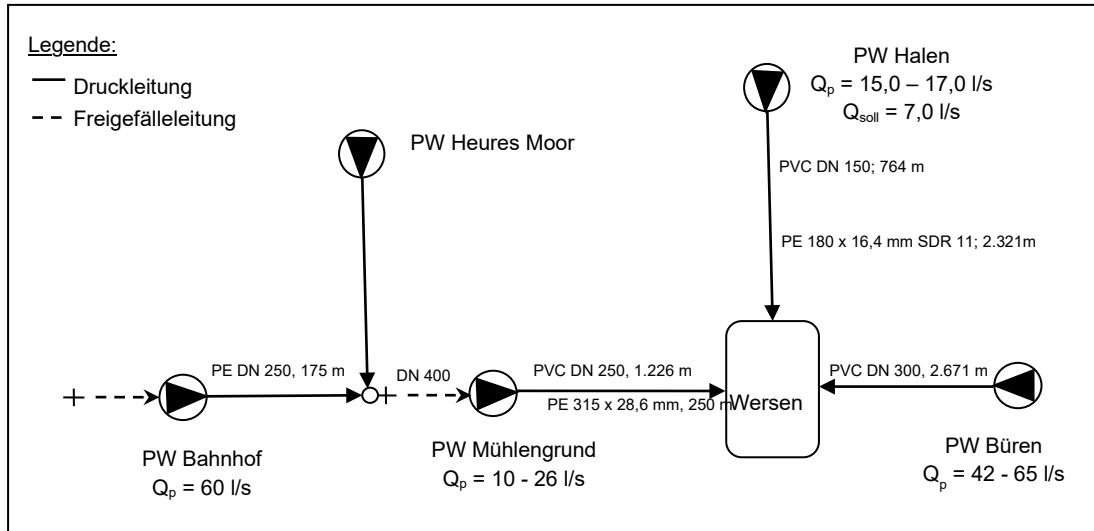 Legende:
Druckleitung
Freigefälleleitung
PW Halen
Qp = 15,0 – 17,0 l/s
Qsoll = 7,0 l/s
PW Heures Moor
PVC DN 150; 764 m
PE 180 x 16,4 mm SDR 11; 2.321m
PE DN 250, 175 m
DN 400
PVC DN 250, 1.226 m
PE 315 x 28,6 mm, 250 m
Wersen
PVC DN 300, 2.671 m
PW Bahnhof
Qp = 60 l/s
PW Mühlengrund
Qp = 10 - 26 l/s
PW Büren
Qp = 42 - 65 l/s